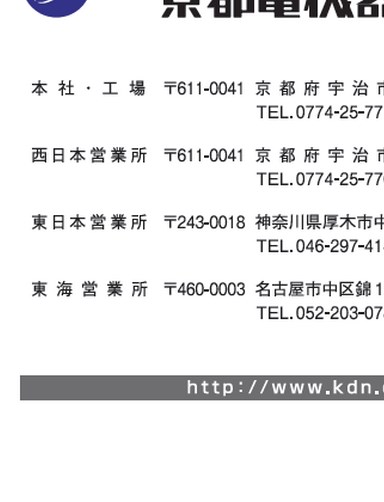 京都電機器
本社・工場 〒611-0041 京都府宇治市
TEL.0774-25-77
西日本営業所 〒611-0041 京都府宇治市
TEL.0774-25-77
東日本営業所 〒243-0018 神奈川県厚木市中
TEL.046-297-41
東海営業所 〒460-0003 名古屋市中区錦1
TEL.052-203-07
http://www.kdn.